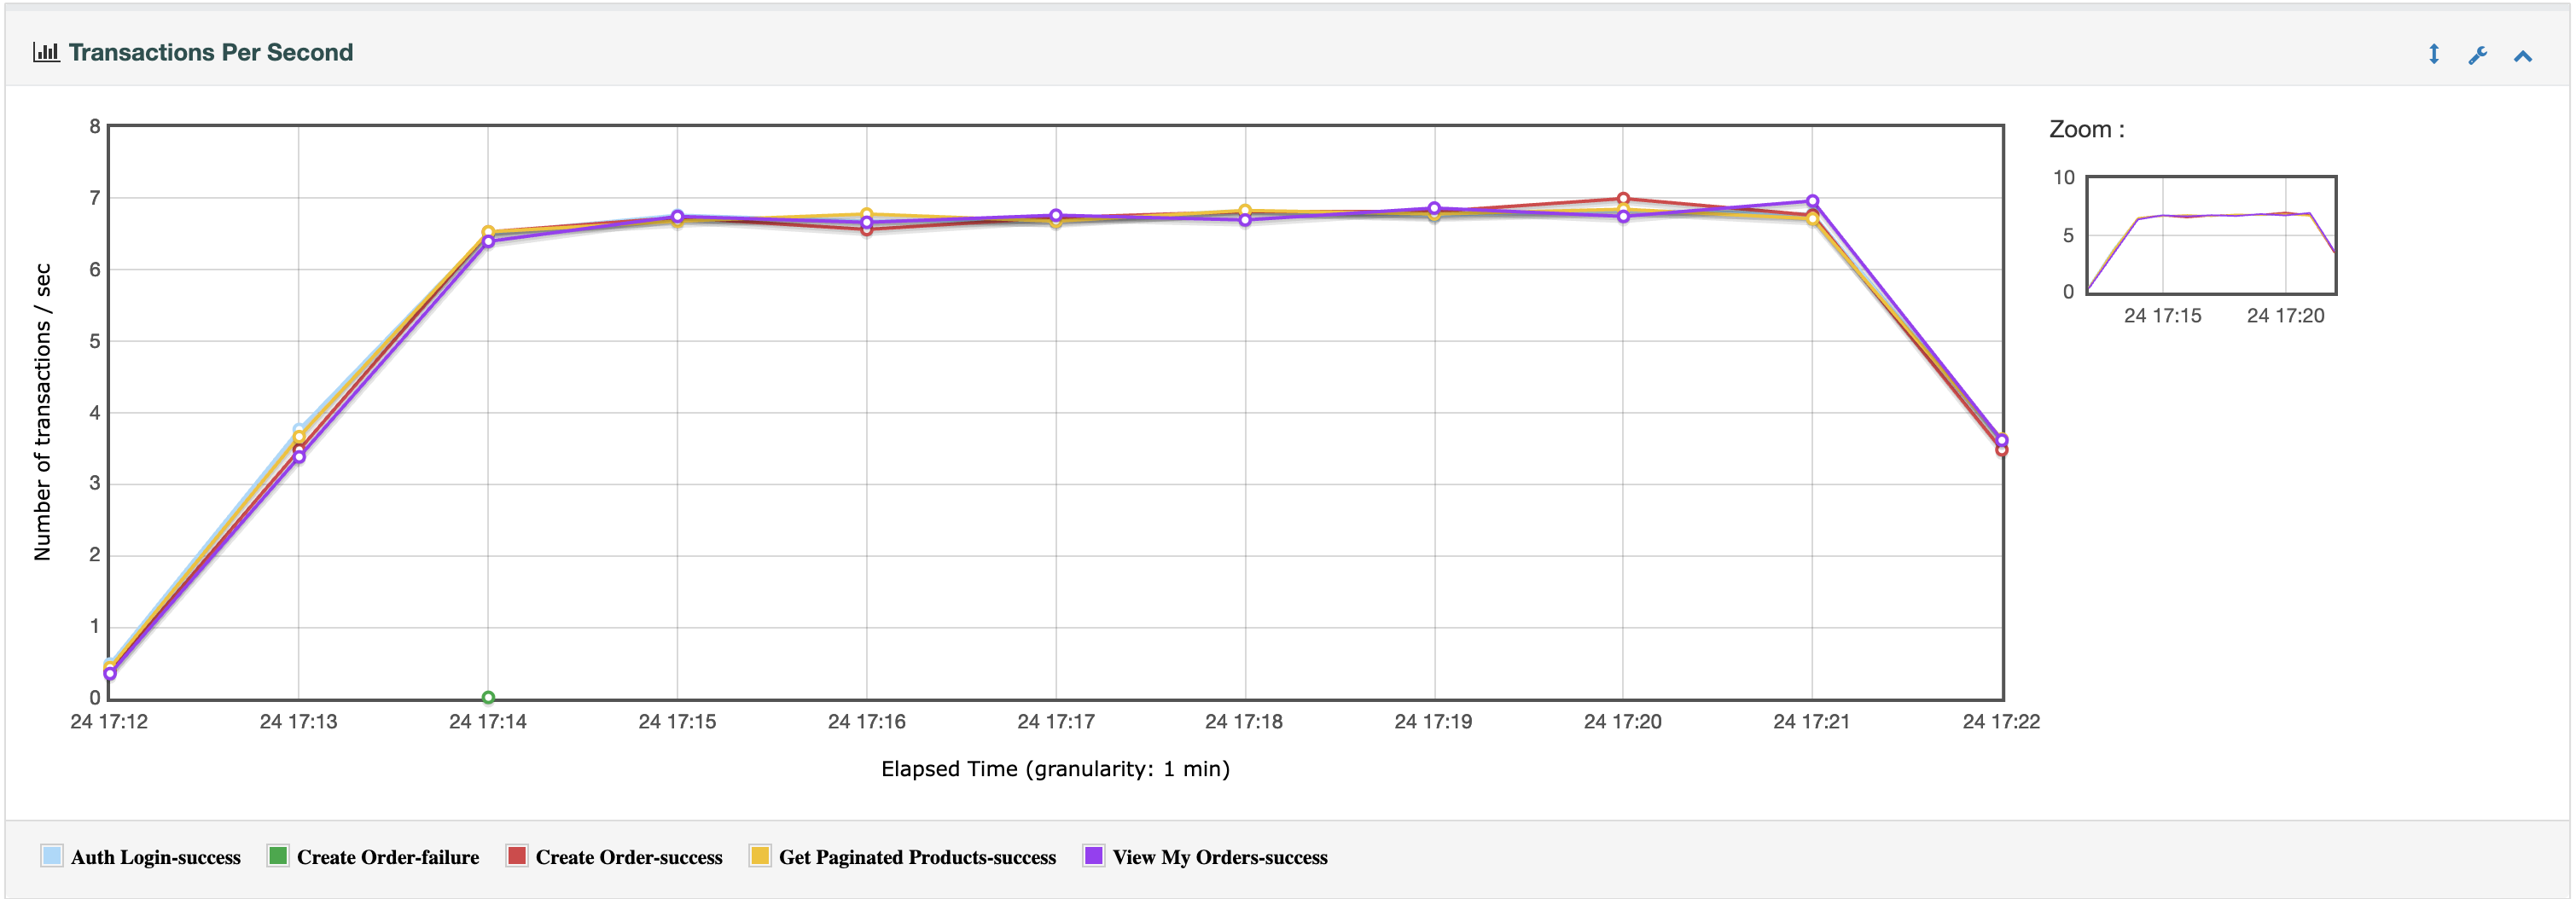 Transactions Per Second
Zoom :
8
7
6
5
4
3
2
1
0
Number of transactions / sec
24 17:12 24 17:13 24 17:14 24 17:15 24 17:16 24 17:17 24 17:18 24 17:19 24 17:20 24 17:21 24 17:22
Elapsed Time (granularity: 1 min)
10
5
0
24 17:15 24 17:20
Auth Login-success Create Order-failure Create Order-success Get Paginated Products-success View My Orders-success